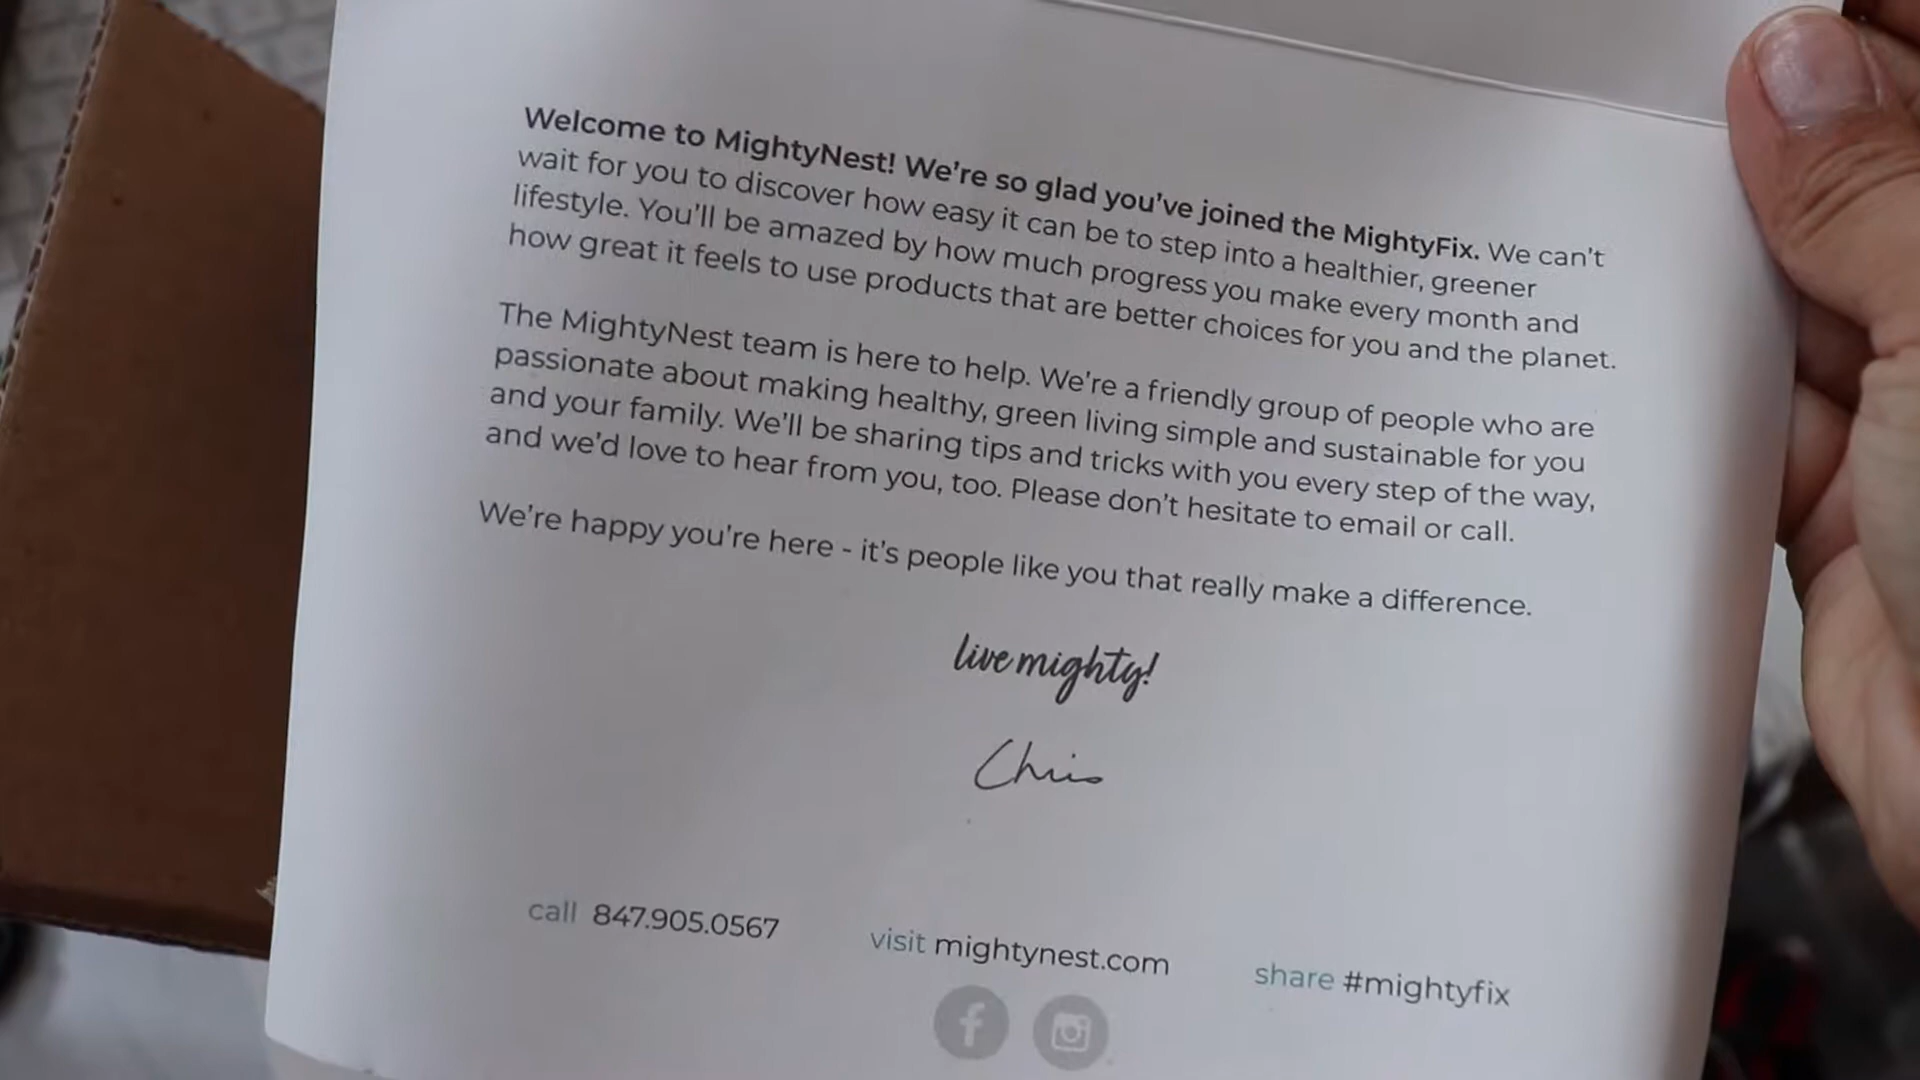 Welcome to MightyNest! We're so glad you've joined the MightyFix. We can't
wait for you to discover how easy it can be to step into a healthier, greener
lifestyle. You'll be amazed by how much progress you make every month and
how great it feels to use products that are better choices for you and the planet.
The MightyNest team is here to help. We're a friendly group of people who are
passionate about making healthy, green living simple and sustainable for you
and your family. We'll be sharing tips and tricks with you every step of the way,
and we'd love to hear from you, too. Please don't hesitate to email or call.
We're happy you're here - it's people like you that really make a difference.
live mighty!
Chris
call 847.905.0567 visit mightynest.com share #mightyfix